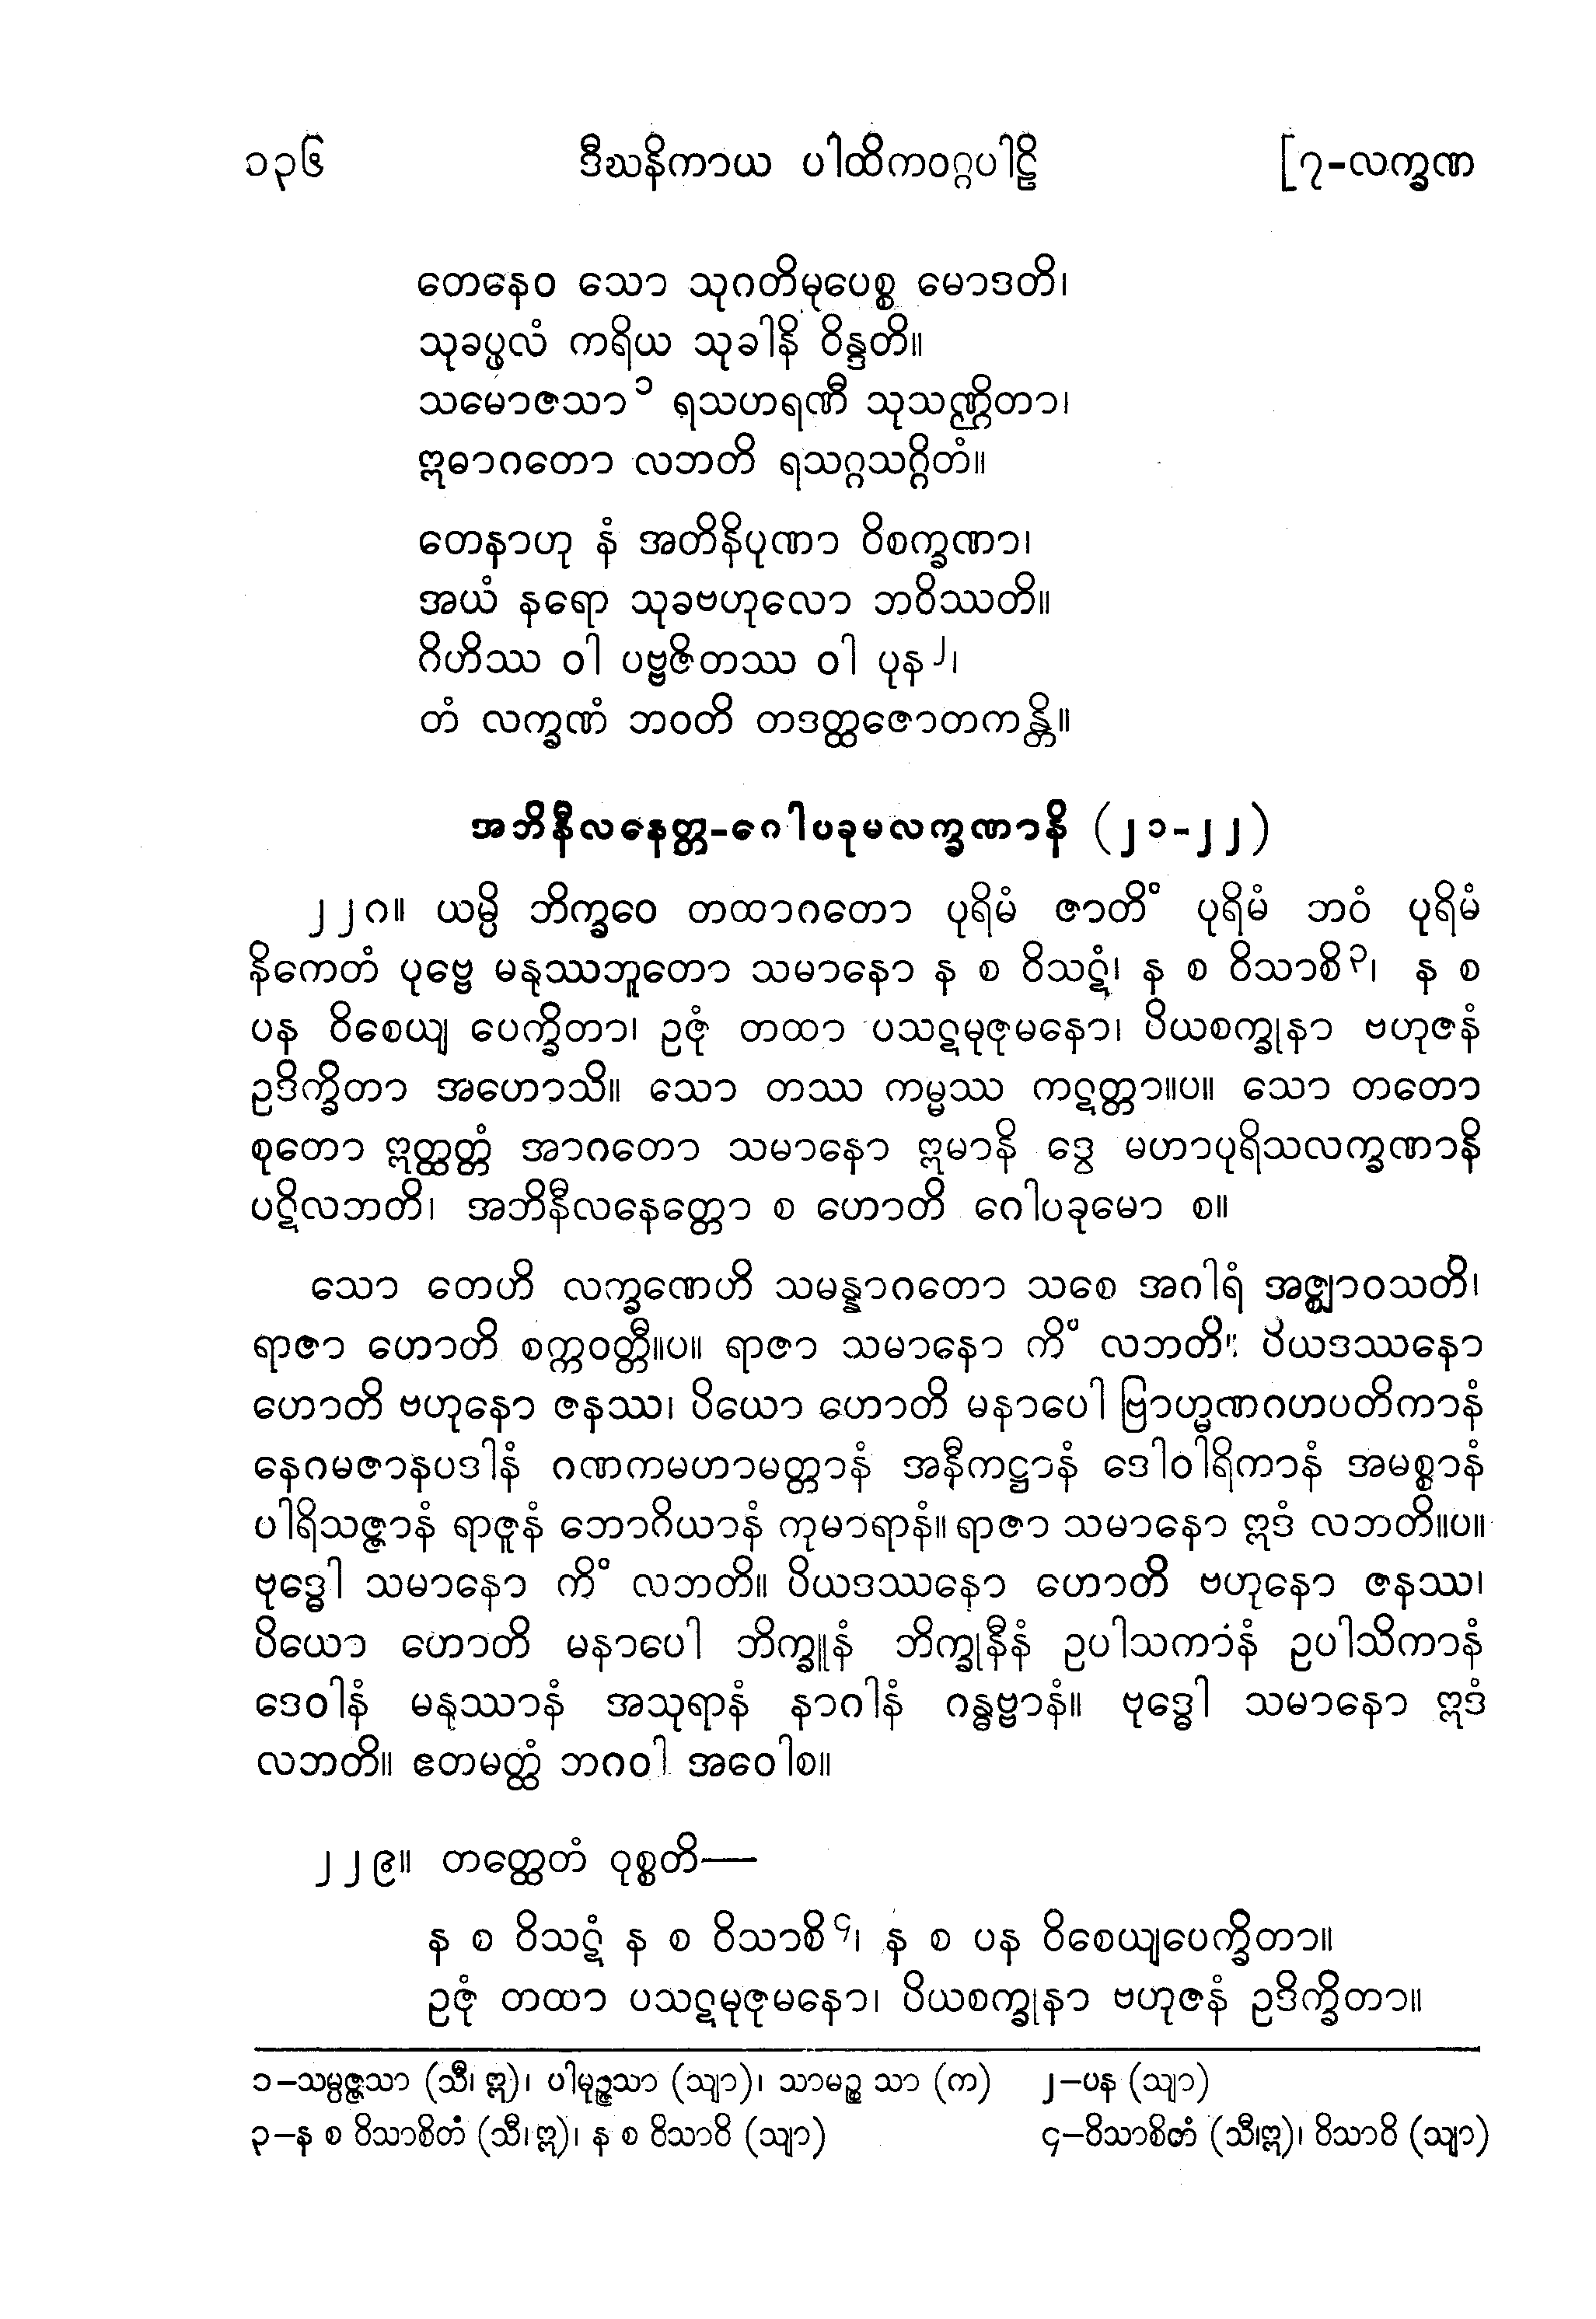 ၁၃၆ ဒီဃနိကာယ ပါထိကဝဂ္ဂပါဠိ [၇-လက္ခဏ
တေနေဝ သော သုဂတိမုပေစ္စ မောဒတိ၊
သုခပ္ဖလံ ကရိယ သုခါနိ ဝိန္ဒတိ။
သမောဇသာ၁ ရသဟရဏီ သုသဏ္ဌိတာ၊
ဣဓာဂတော လဘတိ ရသဂ္ဂသဂ္ဂိတံ။
တေနာဟု နံ အတိနိပုဏာ ဝိစက္ခဏာ၊
အယံ နရော သုခဗဟုလော ဘဝိဿတိ။
ဂိဟိဿ ဝါ ပဗ္ဗဇိတဿ ဝါ ပုန၂၊
တံ လက္ခဏံ ဘဝတိ တဒတ္ထဇောတကန္တိ။
အဘိနီလနေတ္တ-ဂေါပခုမလက္ခဏာနိ (၂၁-၂၂)
၂၂၈။ ယမ္ပိ ဘိက္ခဝေ တထာဂတော ပုရိမံ ဇာတိံ ပုရိမံ ဘဝံ ပုရိမံ
နိကေတံ ပုဗ္ဗေ မနုဿဘူတော သမာနော န စ ဝိသဋံ၊ န စ ဝိသာစိ၃၊ န စ
ပန ဝိစေယျ ပေက္ခိတာ၊ ဥဇုံ တထာ ပသဋမုဇုမနော၊ ပိယစက္ခုနာ ဗဟုဇနံ
ဥဒိက္ခိတာ အဟောသိ။ သော တဿ ကမ္မဿ ကဋတ္တာ။ပ။ သော တတော
စုတော ဣတ္ထတ္တံ အာဂတော သမာနော ဣမာနိ ဒွေ မဟာပုရိသလက္ခဏာနိ
ပဋိလဘတိ၊ အဘိနီလနေတ္တော စ ဟောတိ ဂေါပခုမော စ။
သော တေဟိ လက္ခဏေဟိ သမန္နာဂတော သစေ အဂါရံ အဇ္ဈာဝသတိ၊
ရာဇာ ဟောတိ စက္ကဝတ္တီ။ပ။ ရာဇာ သမာနော ကိံ လဘတိ။ ပိယဒဿနော
ဟောတိ ဗဟုနော ဇနဿ၊ ပိယော ဟောတိ မနာပေါ ဗြာဟ္မဏဂဟပတိကာနံ
နေဂမဇာနပဒါနံ ဂဏကမဟာမတ္တာနံ အနီကဋ္ဌာနံ ဒေါဝါရိကာနံ အမစ္စာနံ
ပါရိသဇ္ဇာနံ ရာဇူနံ ဘောဂိယာနံ ကုမာရာနံ။ ရာဇာ သမာနော ဣဒံ လဘတိ။ပ။
ဗုဒ္ဓေါ သမာနော ကိံ လဘတိ။ ပိယဒဿနော ဟောတိ ဗဟုနော ဇနဿ၊
ပိယော ဟောတိ မနာပေါ ဘိက္ခူနံ ဘိက္ခုနီနံ ဥပါသကာနံ ဥပါသိကာနံ
ဒေဝါနံ မနုဿာနံ အသုရာနံ နာဂါနံ ဂန္ဓဗ္ဗာနံ။ ဗုဒ္ဓေါ သမာနော ဣဒံ
လဘတိ။ ဧတမတ္ထံ ဘဂဝါ အဝေါစ။
၂၂၉။ တတ္ထေတံ ဝုစ္စတိ—
န စ ဝိသဋံ န စ ဝိသာစိ၄၊ န စ ပန ဝိစေယျပေက္ခိတာ။
ဥဇုံ တထာ ပသဋမုဇုမနော၊ ပိယစက္ခုနာ ဗဟုဇနံ ဥဒိက္ခိတာ။
၁–သမ္ပဇ္ဇသာ (သီ၊ ဣ)၊ ပါမုဉ္ဇသာ (သျာ)၊ သာမဉ္စ သာ (က) ၂–ပန (သျာ)
၃–န စ ဝိသာစိတံ (သီ၊ ဣ)၊ န စ ဝိသာဝိ (သျာ) ၄–ဝိသာစိတံ (သီ၊ဣ)၊ ဝိသာဝိ (သျာ)